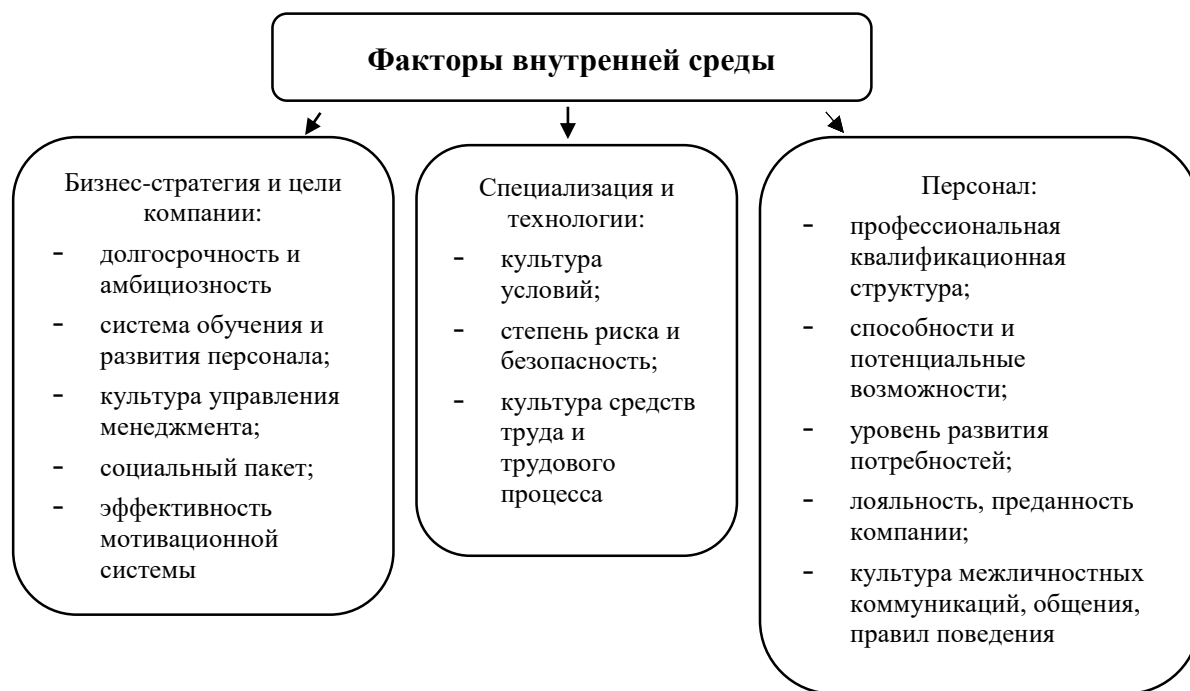 Факторы внутренней среды
Бизнес-стратегия и цели
компании:
- долгосрочность и
амбициозность
- система обучения и
развития персонала;
- культура управления
менеджмента;
- социальный пакет;
- эффективность
мотивационной
системы
Специализация и
технологии:
- культура
условий;
- степень риска и
безопасность;
- культура средств
труда и
трудового
процесса
Персонал:
- профессиональная
квалификационная
структура;
- способности и
потенциальные
возможности;
- уровень развития
потребностей;
- лояльность, преданность
компании;
- культура межличностных
коммуникаций, общения,
правил поведения